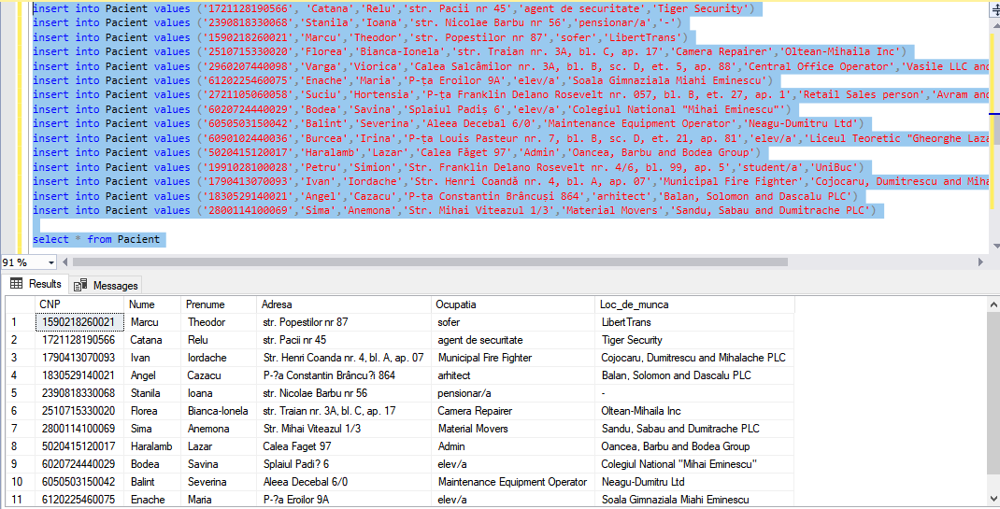 insert into Pacient values ('1721128190566', 'Catana','Relu','str. Pacii nr 45','agent de securitate','Tiger Security')
insert into Pacient values ('2390818330068','Stanila','Ioana','str. Nicolae Barbu nr 56','pensionar/a','-')
insert into Pacient values ('1590218260021','Marcu','Theodor','str. Popestilor nr 87','sofer','LibertTrans')
insert into Pacient values ('2510715330020','Florea','Bianca-Ionela','str. Traian nr. 3A, bl. C, ap. 17','Camera Repairer','Oltean-Mihaila Inc')
insert into Pacient values ('2960207440098','Varga','Viorica','Calea Salcâmilor nr. 3A, bl. B, sc. D, et. 5, ap. 88','Central Office Operator','Vasile LLC and
insert into Pacient values ('6120225460075','Enache','Maria','P-ța Eroilor 9A','elev/a','Soala Gimnaziala Miahi Eminescu')
insert into Pacient values ('2721105060058','Suciu','Hortensia','P-ța Franklin Delano Rosevelt nr. 057, bl. B, et. 27, ap. 1','Retail Sales person','Avram and
insert into Pacient values ('6020724440029','Bodea','Savina','Splaiul Padiș 6','elev/a','Colegiul National "Mihai Eminescu"')
insert into Pacient values ('6050503150042','Balint','Severina','Aleea Decebal 6/0','Maintenance Equipment Operator','Neagu-Dumitru Ltd')
insert into Pacient values ('6090102440036','Burcea','Irina','P-ța Louis Pasteur nr. 7, bl. B, sc. D, et. 21, ap. 81','elev/a','Liceul Teoretic "Gheorghe Laza
insert into Pacient values ('5020415120017','Haralamb','Lazar','Calea Făget 97','Admin','Oancea, Barbu and Bodea Group')
insert into Pacient values ('1991028100028','Petru','Simion','Str. Franklin Delano Rosevelt nr. 4/6, bl. 99, ap. 5','student/a','UniBuc')
insert into Pacient values ('1790413070093','Ivan','Iordache','Str. Henri Coandă nr. 4, bl. A, ap. 07','Municipal Fire Fighter','Cojocaru, Dumitrescu and Miha
insert into Pacient values ('1830529140021','Angel','Cazacu','P-ța Constantin Brâncuși 864','arhitect','Balan, Solomon and Dascalu PLC')
insert into Pacient values ('2800114100069','Sima','Anemona','Str. Mihai Viteazul 1/3','Material Movers','Sandu, Sabau and Dumitrache PLC')
select * from Pacient
91 %
Results Messages
CNP Nume Prenume Adresa Ocupatia Loc_de_munca
1 1590218260021 Marcu Theodor str. Popestilor nr 87 sofer LibertTrans
2 1721128190566 Catana Relu str. Pacii nr 45 agent de securitate Tiger Security
3 1790413070093 Ivan Iordache Str. Henri Coanda nr. 4, bl. A, ap. 07 Municipal Fire Fighter Cojocaru, Dumitrescu and Mihalache PLC
4 1830529140021 Angel Cazacu P-?a Constantin Brâncu?i 864 arhitect Balan, Solomon and Dascalu PLC
5 2390818330068 Stanila Ioana str. Nicolae Barbu nr 56 pensionar/a -
6 2510715330020 Florea Bianca-Ionela str. Traian nr. 3A, bl. C, ap. 17 Camera Repairer Oltean-Mihaila Inc
7 2800114100069 Sima Anemona Str. Mihai Viteazul 1/3 Material Movers Sandu, Sabau and Dumitrache PLC
8 5020415120017 Haralamb Lazar Calea Faget 97 Admin Oancea, Barbu and Bodea Group
9 6020724440029 Bodea Savina Splaiul Padi? 6 elev/a Colegiul National "Mihai Eminescu"
10 6050503150042 Balint Severina Aleea Decebal 6/0 Maintenance Equipment Operator Neagu-Dumitru Ltd
11 6120225460075 Enache Maria P-?a Eroilor 9A elev/a Soala Gimnaziala Miahi Eminescu